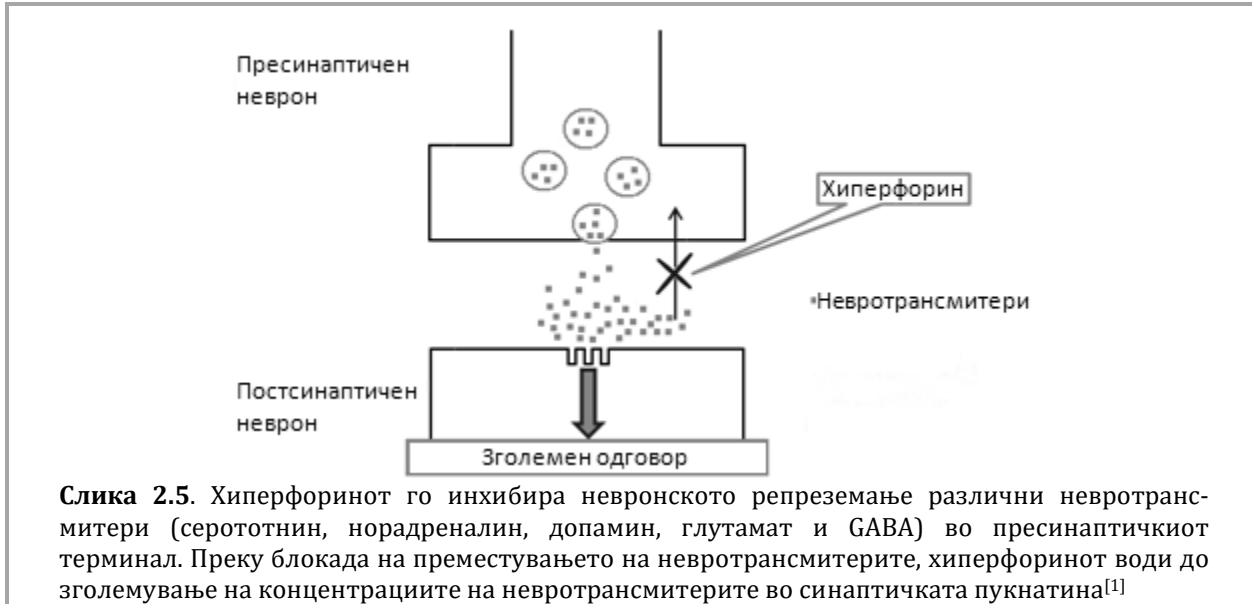 Пресинаптичен
неврон
Хиперфорин
Невротрансмитери
Постсинаптичен
неврон
Зголемен одговор
Слика 2.5. Хиперфоринот го инхибира невронското репреземање различни невротранс-
митери (серототнин, норадреналин, допамин, глутамат и GABA) во пресинаптичкиот
терминал. Преку блокада на преместувањето на невротрансмитерите, хиперфоринот води до
зголемување на концентрациите на невротрансмитерите во синаптичката пукнатина[1]